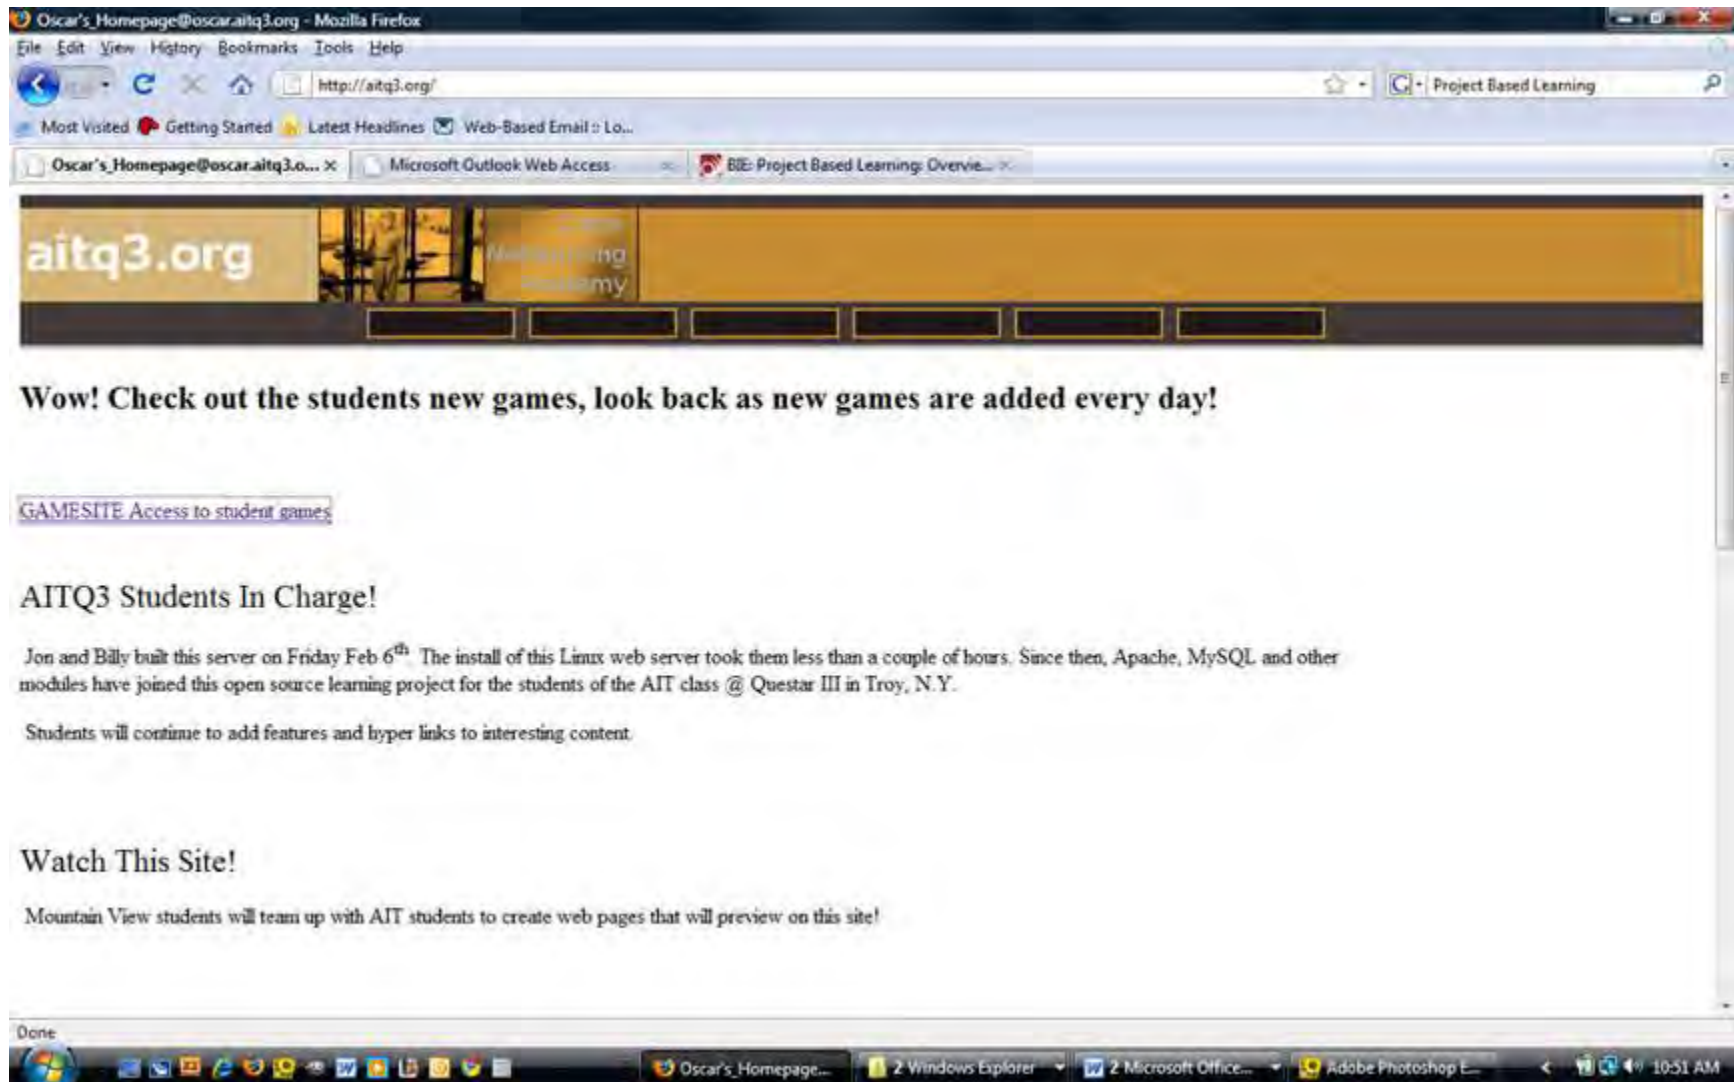 Oscar's_Homepage@oscar.aitq3.org - Mozilla Firefox
File Edit View History Bookmarks Tools Help
http://aitq3.org/
Project Based Learning
Most Visited Getting Started Latest Headlines Web-Based Email :: Lo...
Oscar's_Homepage@oscar.aitq3.o... Microsoft Outlook Web Access BIE: Project Based Learning: Overvie...
aitq3.org
Wow! Check out the students new games, look back as new games are added every day!
GAMESITE Access to student games
AITQ3 Students In Charge!
Jon and Billy built this server on Friday Feb 6th. The install of this Linux web server took them less than a couple of hours. Since then, Apache, MySQL and other
modules have joined this open source learning project for the students of the AIT class @ Questar III in Troy, N.Y.
Students will continue to add features and hyper links to interesting content.
Watch This Site!
Mountain View students will team up with AIT students to create web pages that will preview on this site!
Done
Oscar's_Homepage... 2 Windows Explorer 2 Microsoft Office... Adobe Photoshop E... 10:51 AM